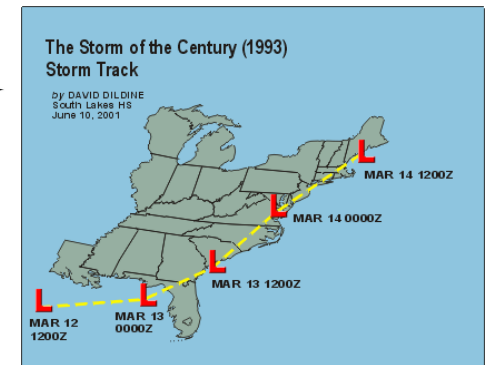 The Storm of the Century (1993)
Storm Track
by DAVID DILDINE
South Lakes HS
June 10, 2001
L
MAR 14 1200Z
L
MAR 14 0000Z
L
MAR 13 1200Z
L
MAR 13
0000Z
L
MAR 12
1200Z